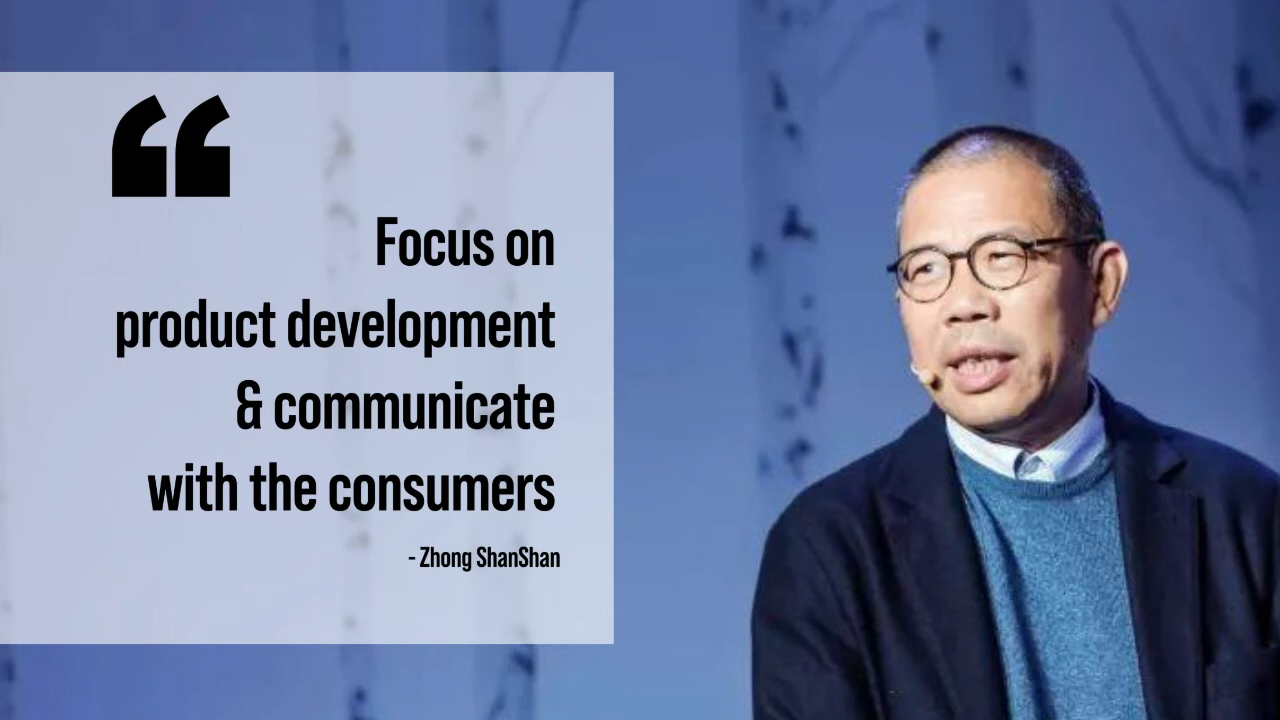 “
Focus on
product development
& communicate
with the consumers
- Zhong ShanShan